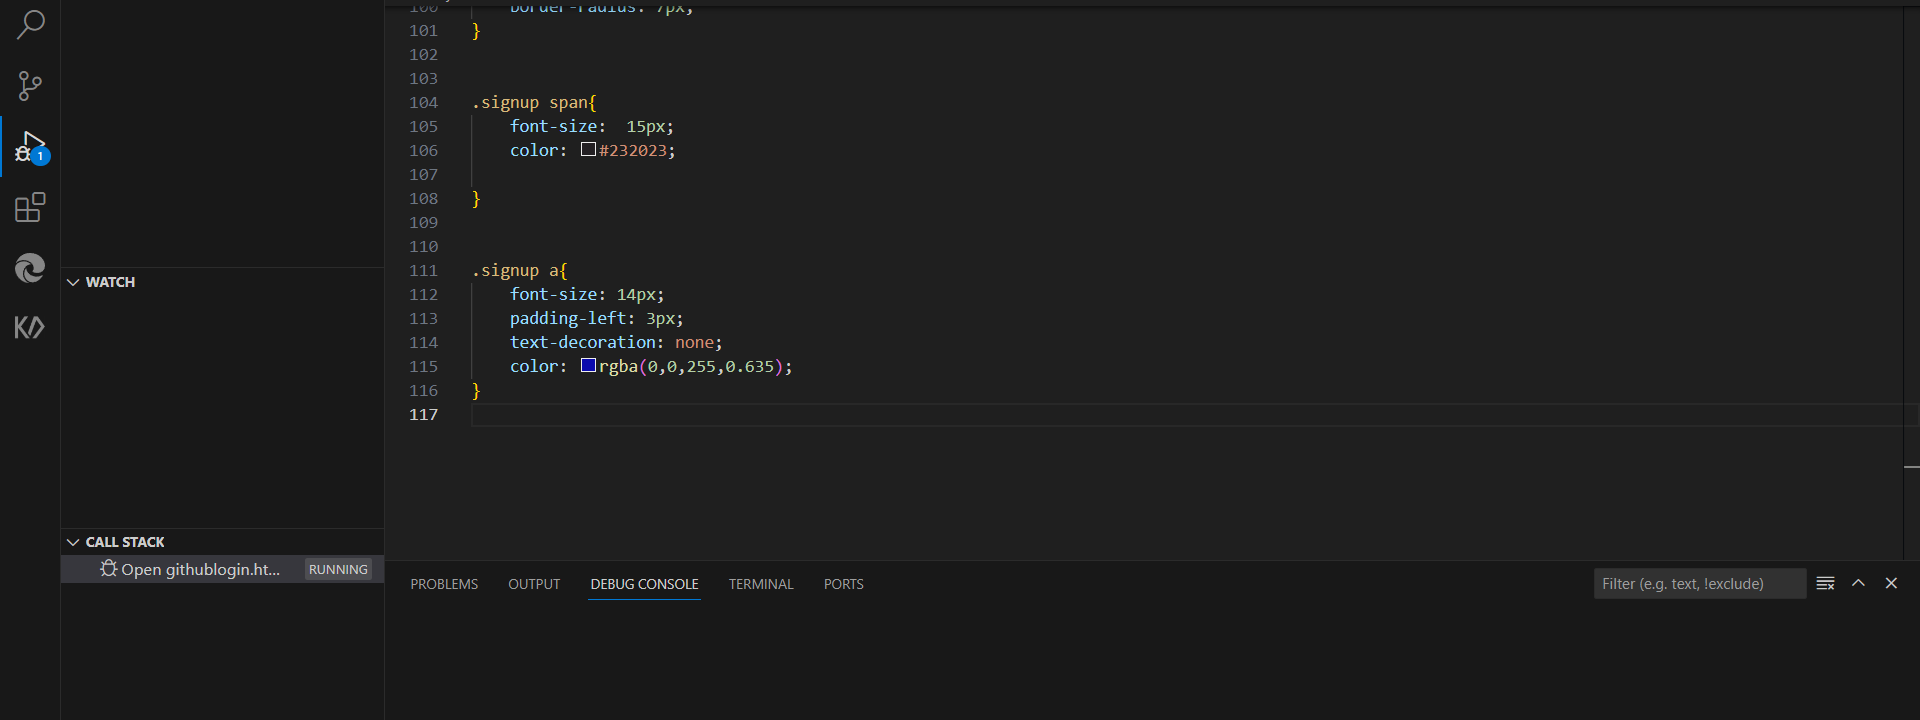 100 border-radius: 7px;
101 }
102
103
104 .signup span{
105 font-size:  15px;
106 color: #232023;
107
108 }
109
110
111 .signup a{
112 font-size: 14px;
113 padding-left: 3px;
114 text-decoration: none;
115 color: rgba(0,0,255,0.635);
116 }
117
1
WATCH
CALL STACK
Open githublogin.ht... RUNNING
PROBLEMS OUTPUT DEBUG CONSOLE TERMINAL PORTS Filter (e.g. text, !exclude)